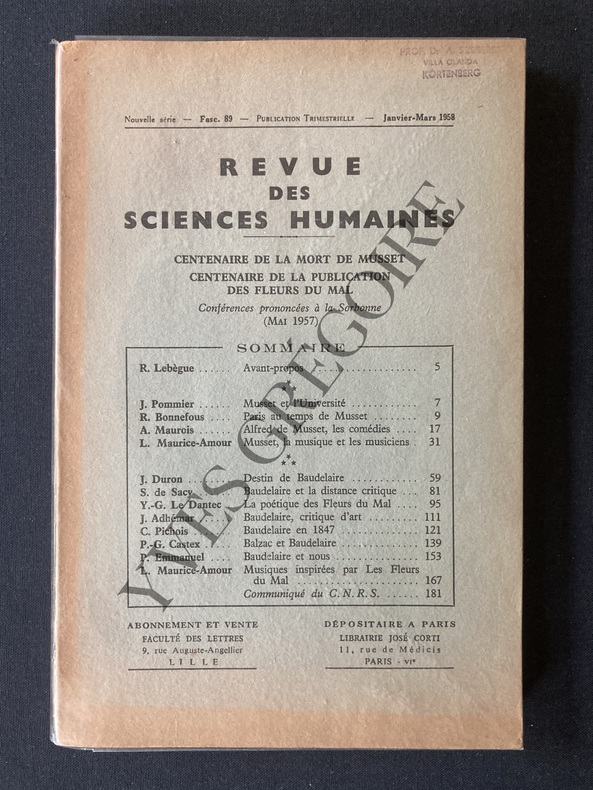 PROF. Dr A.
VILLA OLANDA
KORTENBERG
Nouvelle série — Fasc. 89 — Publication Trimestrielle — Janvier-Mars 1958
REVUE
DES
SCIENCES HUMAINES
CENTENAIRE DE LA MORT DE MUSSET
CENTENAIRE DE LA PUBLICATION
DES FLEURS DU MAL
Conférences prononcées à la Sorbonne
(Mai 1957)
SOMMAIRE
R. Lebègue ...... Avant-propos .................. 5
J. Pommier ...... Musset et l'Université ............ 7
R. Bonnefous .... Paris au temps de Musset ........ 9
A. Maurois ...... Alfred de Musset, les comédies .... 17
L. Maurice-Amour Musset, la musique et les musiciens . 31
J. Duron ........ Destin de Baudelaire ............. 59
S. de Sacy ...... Baudelaire et la distance critique ... 81
Y.-G. Le Dantec .. La poétique des Fleurs du Mal .... 95
J. Adhémar ...... Baudelaire, critique d'art ......... 111
C. Pichois ...... Baudelaire en 1847 .............. 121
P.-G. Castex .... Balzac et Baudelaire ............. 139
P. Emmanuel .... Baudelaire et nous .............. 153
L. Maurice-Amour Musiques inspirées par Les Fleurs
du Mal ...................... 167
Communiqué du C. N. R. S. ...... 181
ABONNEMENT ET VENTE
FACULTÉ DES LETTRES
9, rue Auguste-Angellier
LILLE
DÉPOSITAIRE A PARIS
LIBRAIRIE JOSÉ CORTI
11, rue de Médicis
PARIS - VIe
YVES GRÉGOIRE